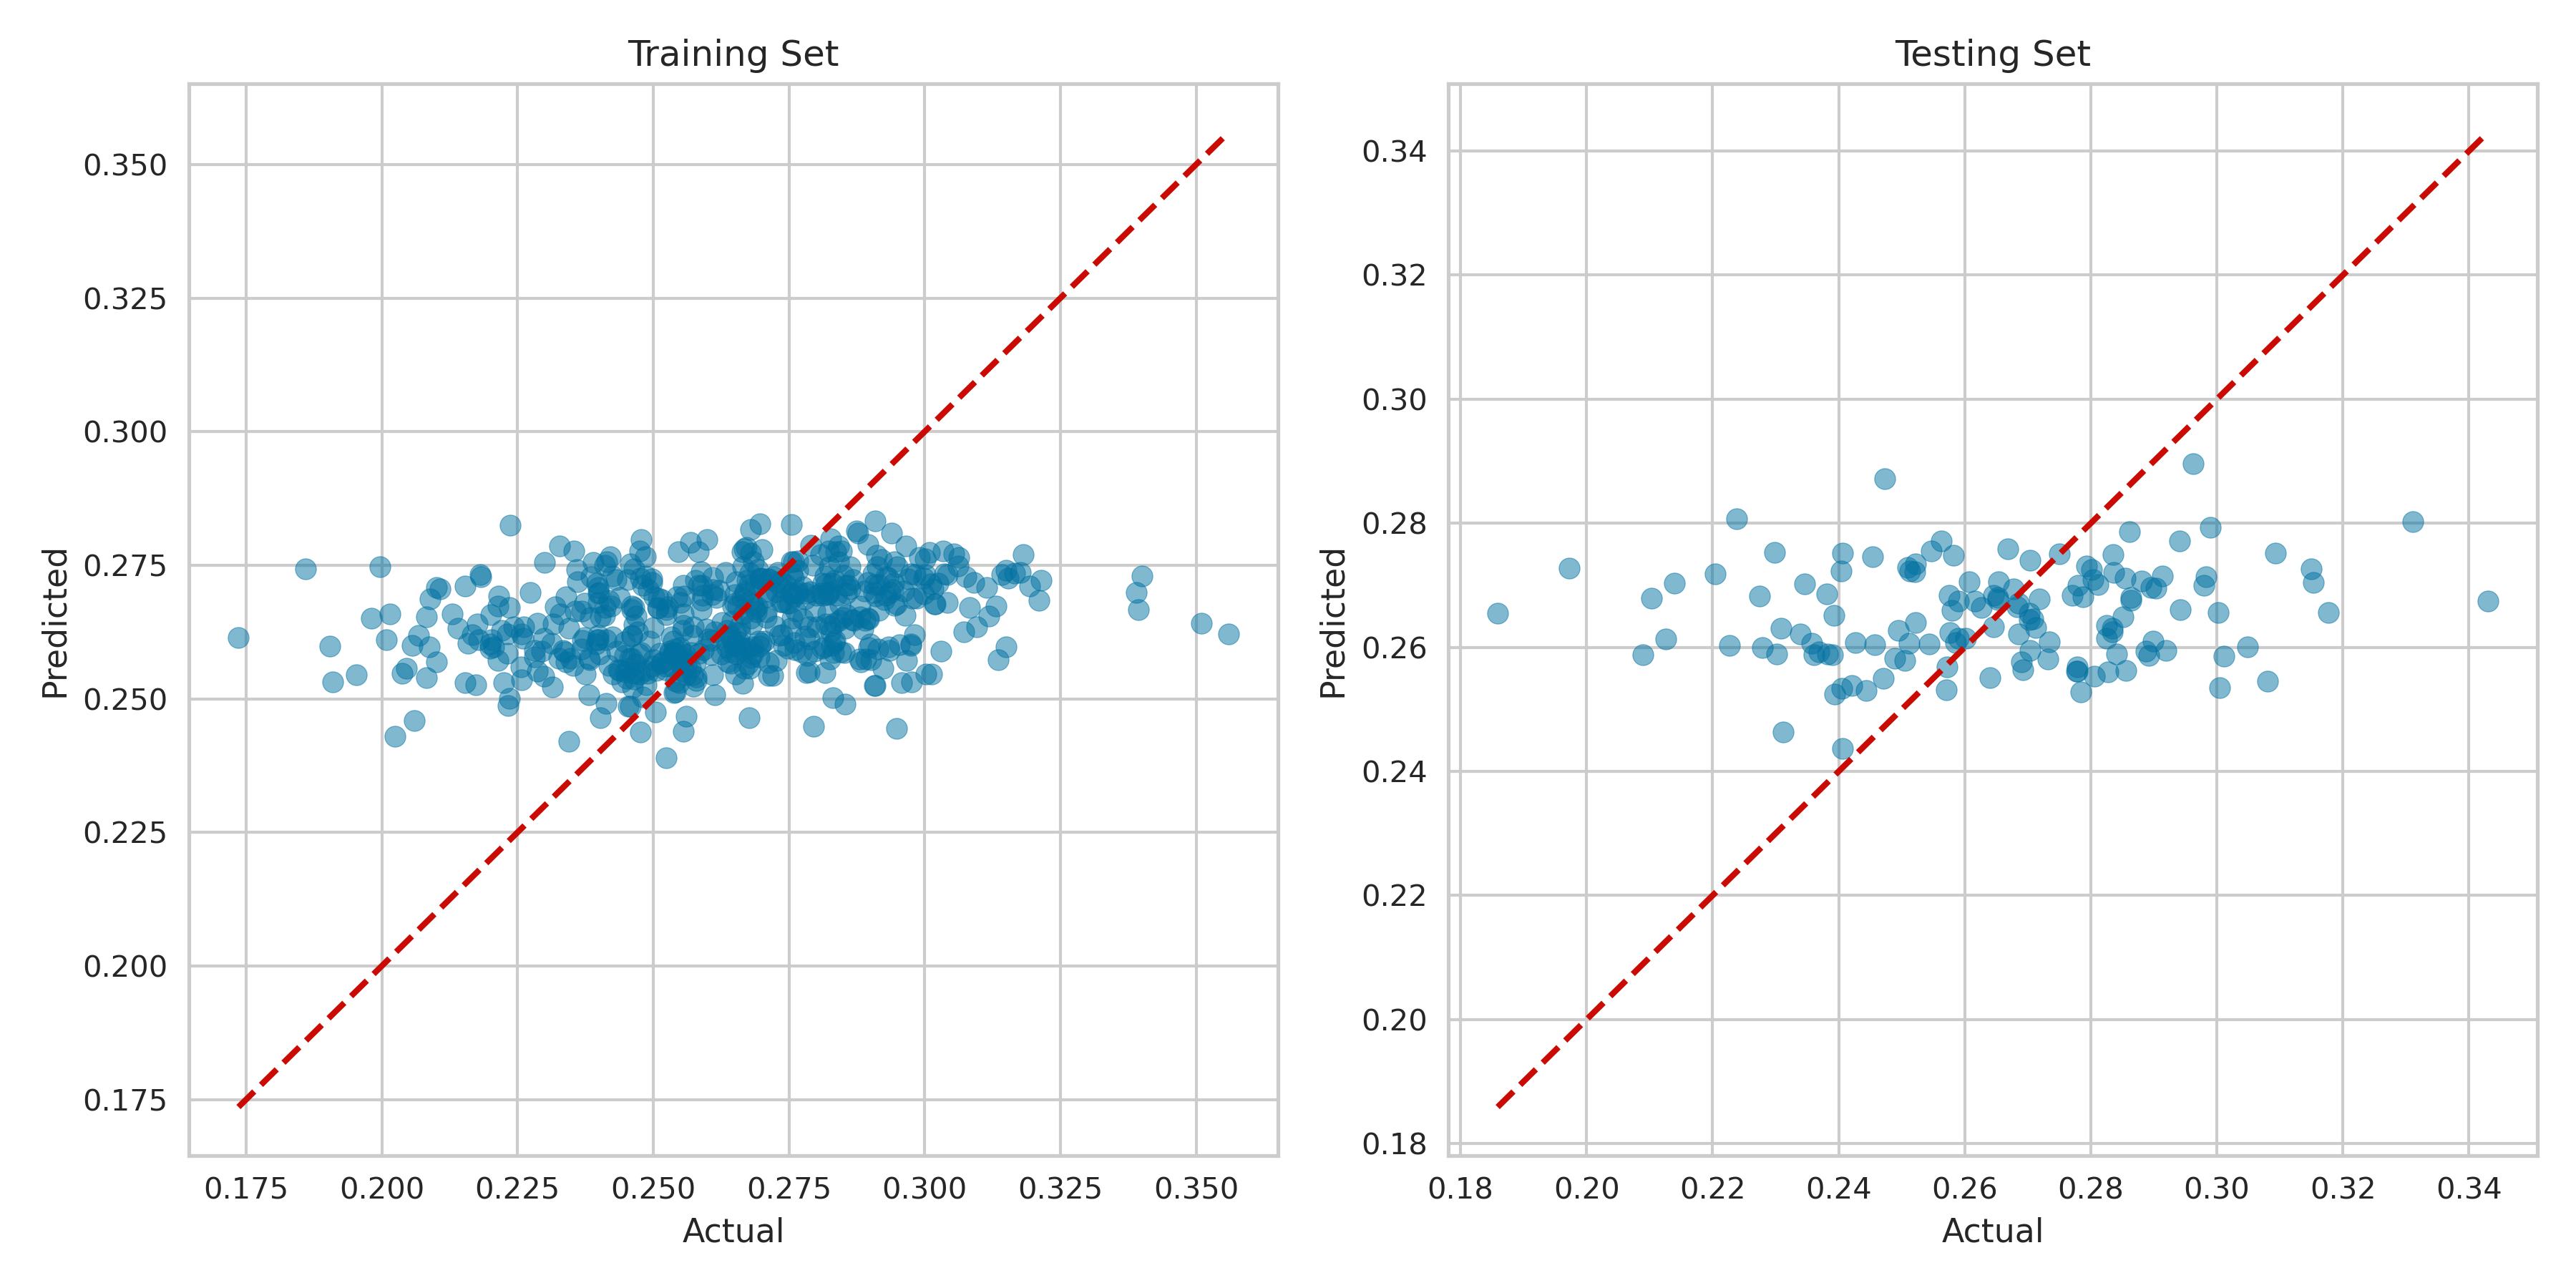 Training Set
Testing Set
0.350
0.325
0.300
0.275
0.250
0.225
0.200
0.175
Predicted
0.175 0.200 0.225 0.250 0.275 0.300 0.325 0.350
Actual
0.34
0.32
0.30
0.28
0.26
0.24
0.22
0.20
0.18
Predicted
0.18 0.20 0.22 0.24 0.26 0.28 0.30 0.32 0.34
Actual